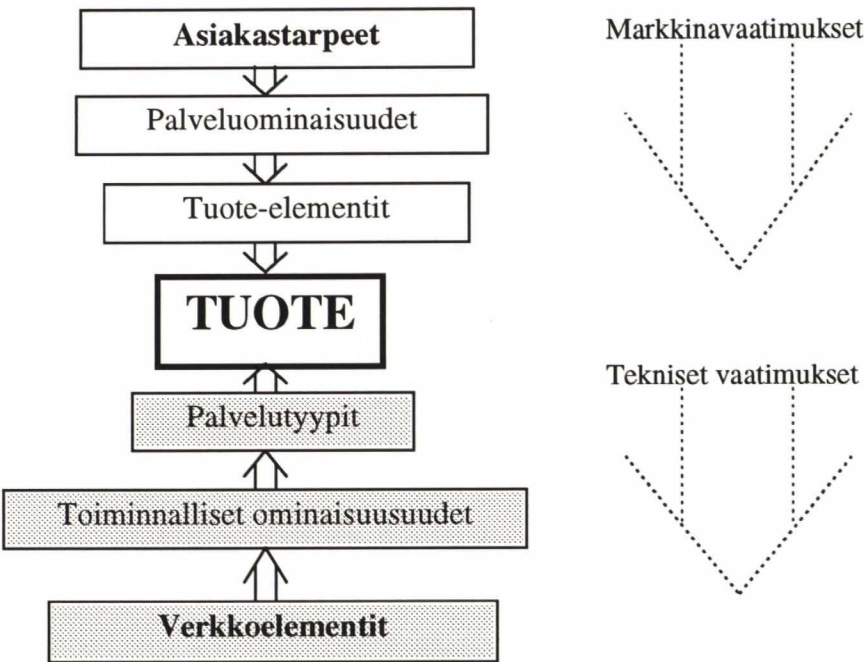 Asiakastarpeet
Palveluominaisuudet
Tuote-elementit
TUOTE
Palvelutyypit
Toiminnalliset ominaisuusuudet
Verkkoelementit
Markkinavaatimukset
Tekniset vaatimukset